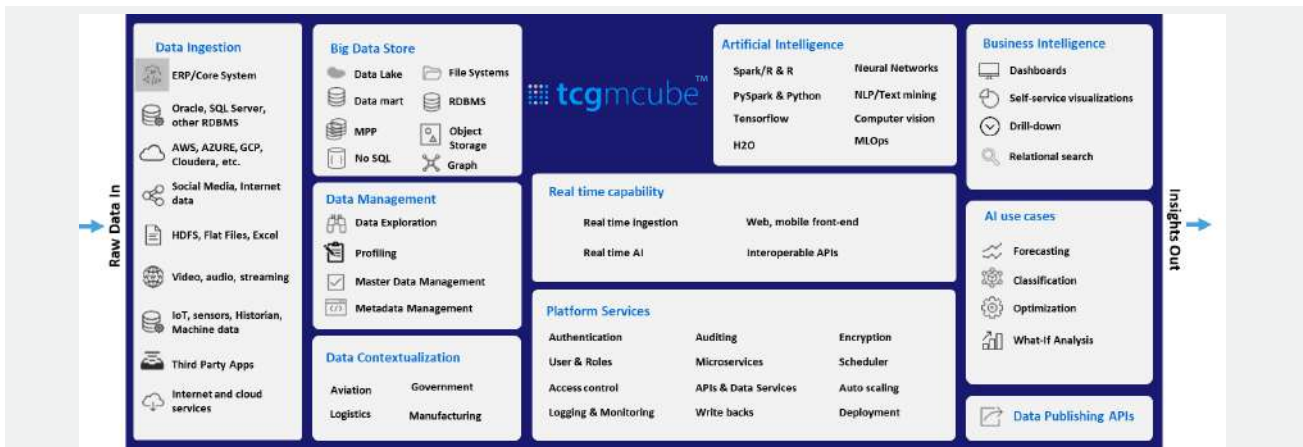 Raw Data In
Data Ingestion
ERP/Core System
Oracle, SQL Server,
other RDBMS
AWS, AZURE, GCP,
Cloudera, etc.
Social Media, Internet
data
HDFS, Flat Files, Excel
Video, audio, streaming
IoT, sensors, Historian,
Machine data
Third Party Apps
Internet and cloud
services
Big Data Store
Data Lake
File Systems
Data mart
RDBMS
MPP
Object
Storage
No SQL
Graph
Data Management
Data Exploration
Profiling
Master Data Management
Metadata Management
Data Contextualization
Aviation
Government
Logistics
Manufacturing
tcgmcube™
Artificial Intelligence
Spark/R & R
Neural Networks
PySpark & Python
NLP/Text mining
Tensorflow
Computer vision
H2O
MLOps
Real time capability
Real time ingestion
Web, mobile front-end
Real time AI
Interoperable APIs
Platform Services
Authentication
Auditing
Encryption
User & Roles
Microservices
Scheduler
Access control
APIs & Data Services
Auto scaling
Logging & Monitoring
Write backs
Deployment
Business Intelligence
Dashboards
Self-service visualizations
Drill-down
Relational search
AI use cases
Forecasting
Classification
Optimization
What-If Analysis
Data Publishing APIs
Insights Out